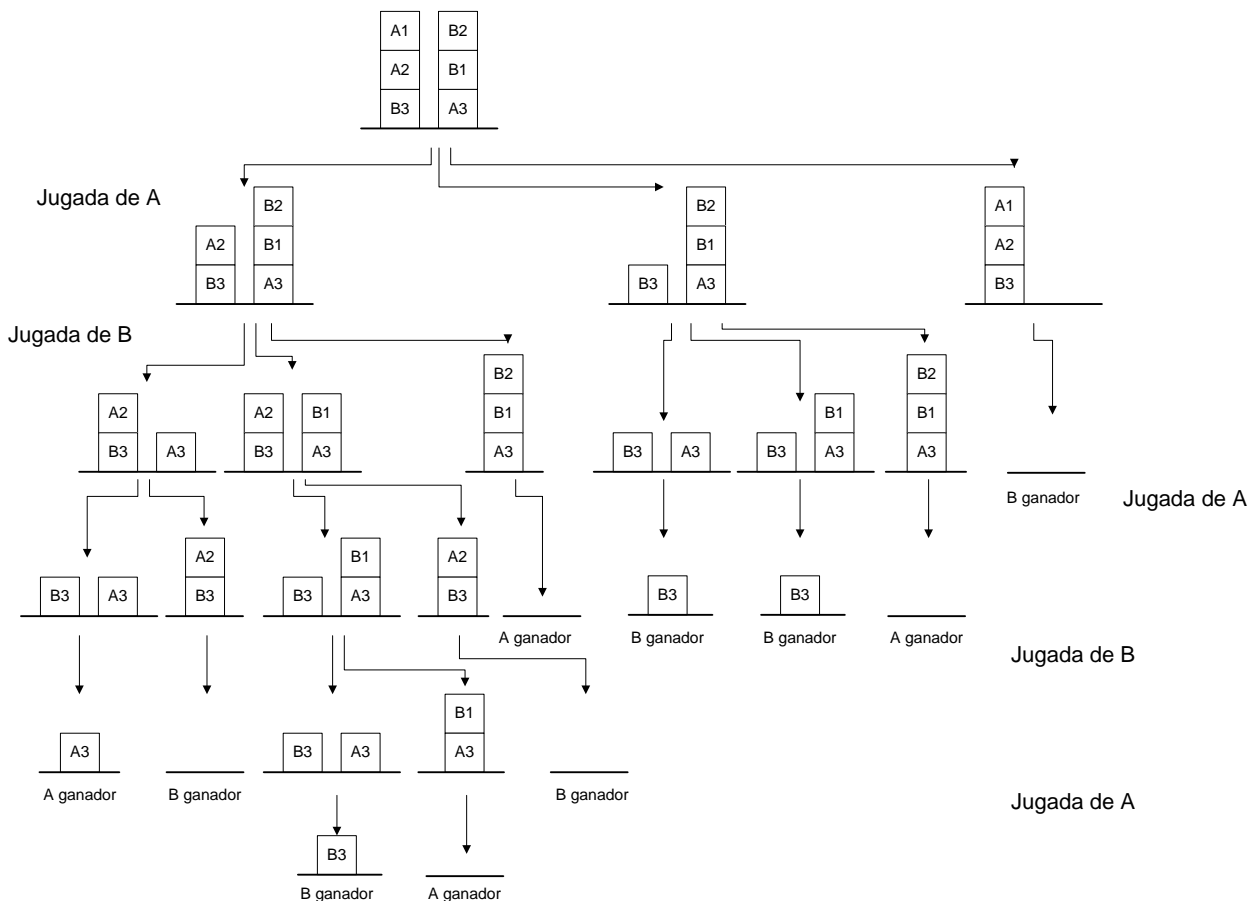 A1 B2
A2 B1
B3 A3
Jugada de A
B2
A2 B1
B3 A3
B2
B1
B3 A3
A1
A2
B3
Jugada de B
A2
B3 A3
A2 B1
B3 A3
B2
B1
A3
B3 A3
B1
B3 A3
B2
B1
A3
B ganador
Jugada de A
B3 A3
A2
B3
B1
B3 A3
A2
B3
A ganador
B3
B ganador
B3
B ganador
A ganador
Jugada de B
A3
A ganador
B ganador
B3 A3
B1
A3
B ganador
Jugada de A
B3
B ganador
A ganador